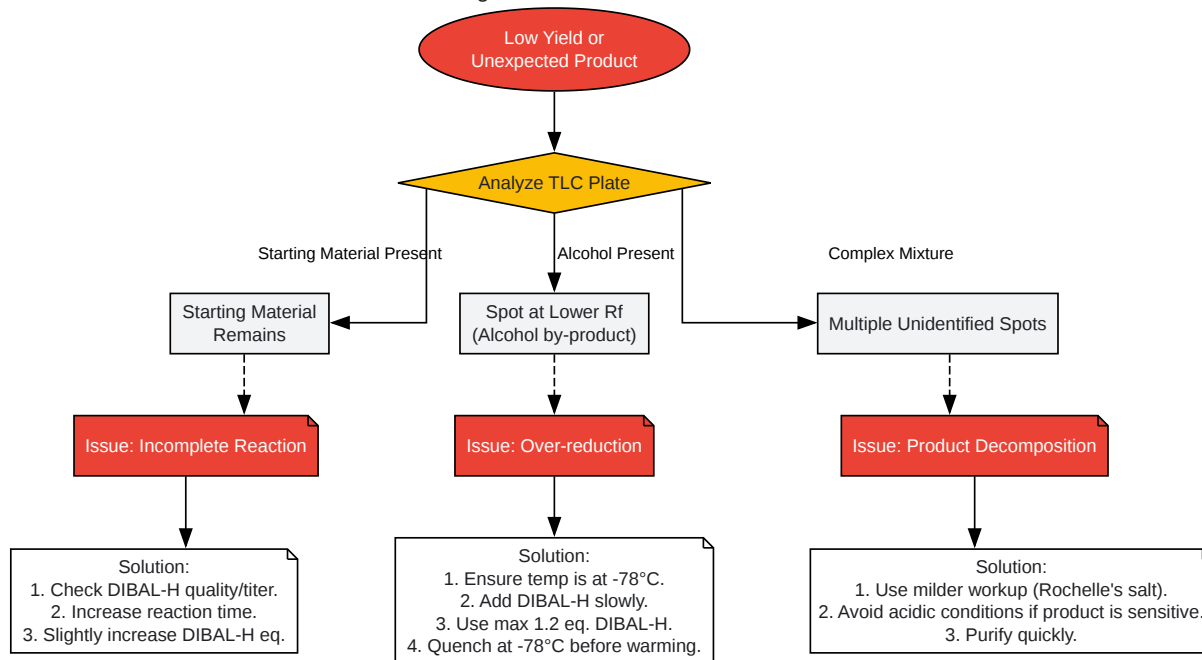 Low Yield or
Unexpected Product
Analyze TLC Plate
Starting Material Present
Alcohol Present
Complex Mixture
Starting Material
Remains
Spot at Lower Rf
(Alcohol by-product)
Multiple Unidentified Spots
Issue: Incomplete Reaction
Issue: Over-reduction
Issue: Product Decomposition
Solution:
1. Check DIBAL-H quality/titer.
2. Increase reaction time.
3. Slightly increase DIBAL-H eq.
Solution:
1. Ensure temp is at -78°C.
2. Add DIBAL-H slowly.
3. Use max 1.2 eq. DIBAL-H.
4. Quench at -78°C before warming.
Solution:
1. Use milder workup (Rochelle's salt).
2. Avoid acidic conditions if product is sensitive.
3. Purify quickly.